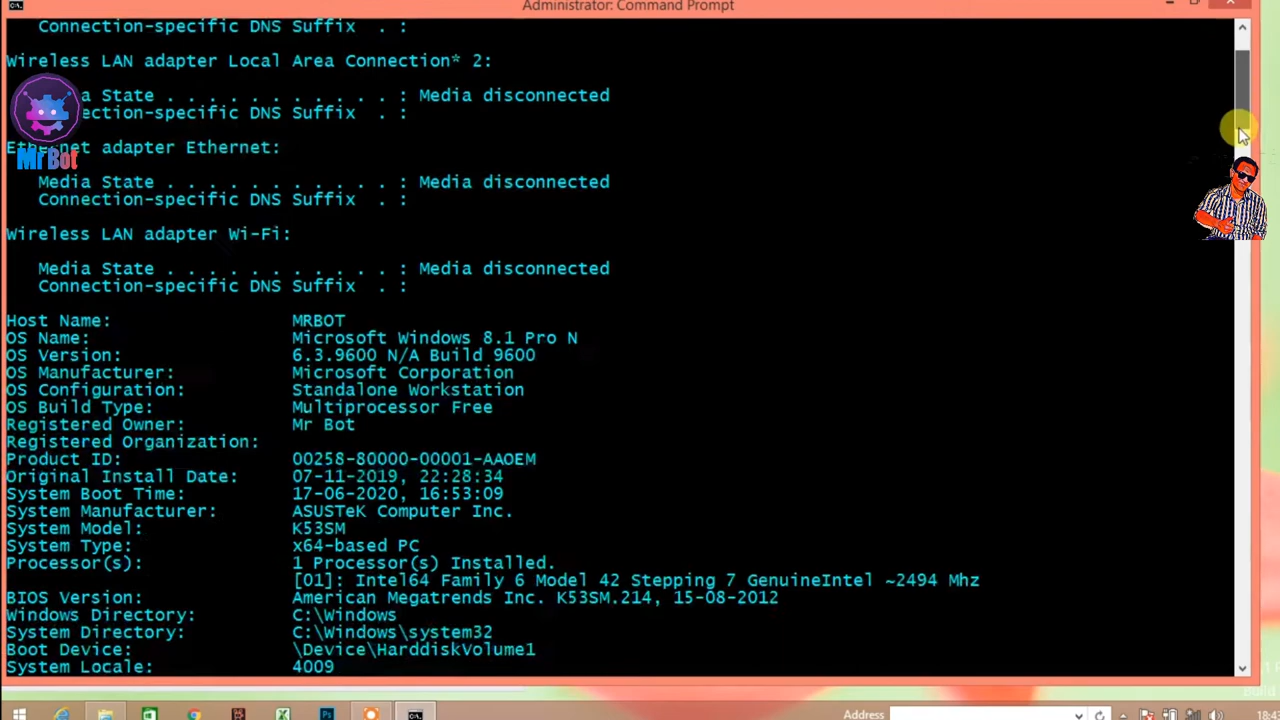 Administrator: Command Prompt
Connection-specific DNS Suffix . :
Wireless LAN adapter Local Area Connection* 2:
a State . . . . . . . . . . . : Media disconnected
ection-specific DNS Suffix . :
Ethernet adapter Ethernet:
MrBot
Media State . . . . . . . . . . . : Media disconnected
Connection-specific DNS Suffix . :
Wireless LAN adapter Wi-Fi:
Media State . . . . . . . . . . . : Media disconnected
Connection-specific DNS Suffix . :
Host Name: MRBOT
OS Name: Microsoft Windows 8.1 Pro N
OS Version: 6.3.9600 N/A Build 9600
OS Manufacturer: Microsoft Corporation
OS Configuration: Standalone Workstation
OS Build Type: Multiprocessor Free
Registered Owner: Mr Bot
Registered Organization:
Product ID: 00258-80000-00001-AAOEM
Original Install Date: 07-11-2019, 22:28:34
System Boot Time: 17-06-2020, 16:53:09
System Manufacturer: ASUSTeK Computer Inc.
System Model: K53SM
System Type: x64-based PC
Processor(s): 1 Processor(s) Installed.
[01]: Intel64 Family 6 Model 42 Stepping 7 GenuineIntel ~2494 Mhz
BIOS Version: American Megatrends Inc. K53SM.214, 15-08-2012
Windows Directory: C:\Windows
System Directory: C:\Windows\system32
Boot Device: \Device\HarddiskVolume1
System Locale: 4009
Address